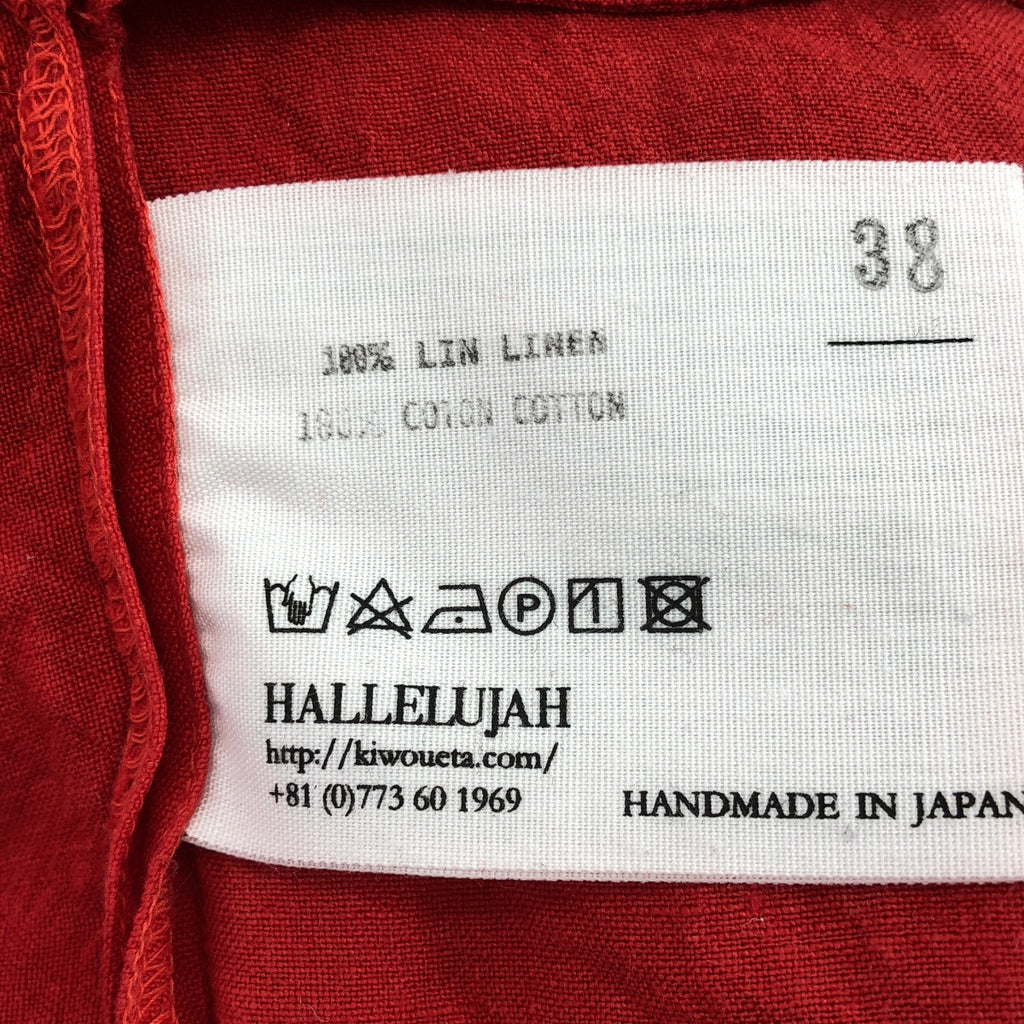 38
100% LIN LINEN
100% COTON COTTON
P
1
HALLELUJAH
http://kiwoueta.com/
+81 (0)773 60 1969
HANDMADE IN JAPAN